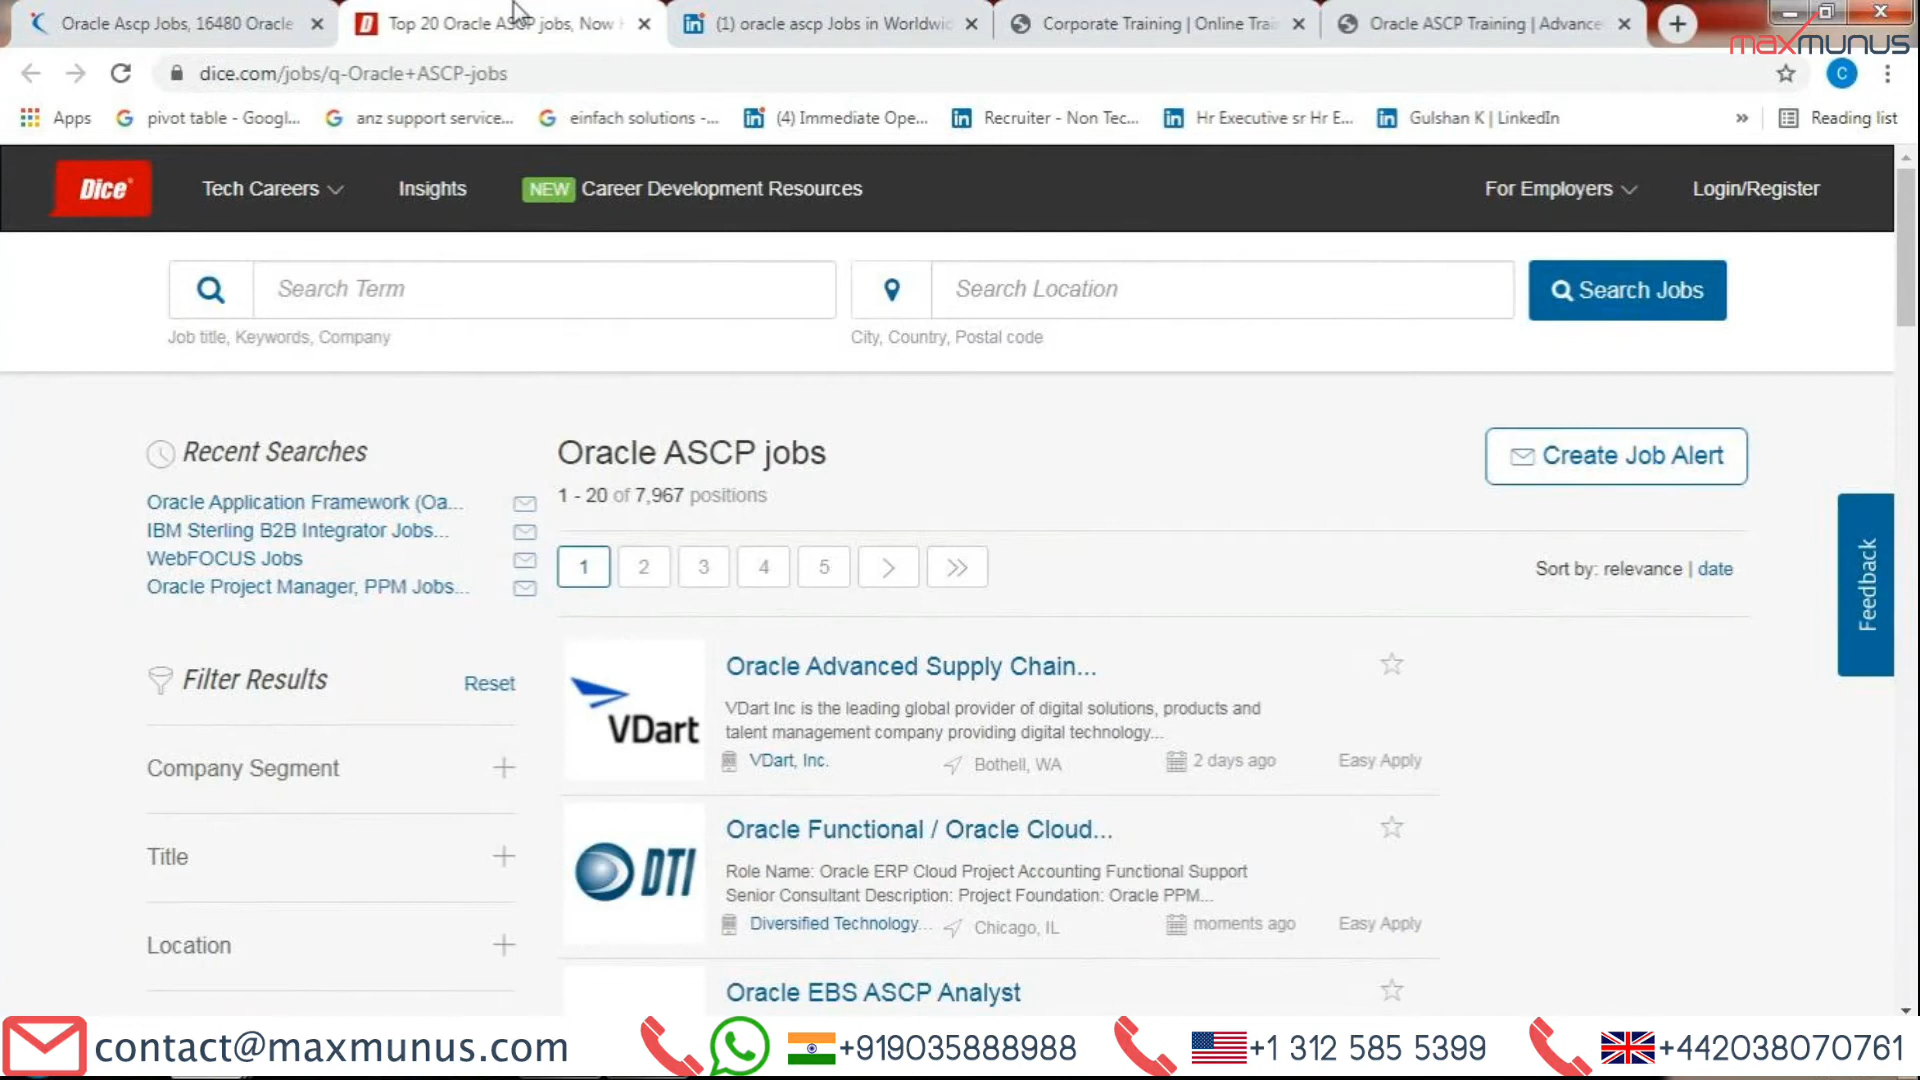 Oracle Ascp Jobs, 16480 Oracle
Top 20 Oracle ASCP jobs, Now
(1) oracle ascp Jobs in Worldwi
Corporate Training | Online Trai
Oracle ASCP Training | Advance
maxmunus
dice.com/jobs/q-Oracle+ASCP-jobs
C
Apps
pivot table - Googl...
anz support service...
einfach solutions -...
(4) Immediate Ope...
Recruiter - Non Tec...
Hr Executive sr Hr E...
Gulshan K | LinkedIn
»
Reading list
Dice
Tech Careers
Insights
NEW Career Development Resources
For Employers
Login/Register
Search Term
Search Location
Search Jobs
Job title, Keywords, Company
City, Country, Postal code
Recent Searches
Oracle Application Framework (Oa...
IBM Sterling B2B Integrator Jobs...
WebFOCUS Jobs
Oracle Project Manager, PPM Jobs...
Oracle ASCP jobs
1 - 20 of 7,967 positions
Create Job Alert
1 2 3 4 5 > >>
Sort by: relevance | date
Feedback
Filter Results
Reset
Company Segment
Title
Location
VDart
Oracle Advanced Supply Chain...
VDart Inc is the leading global provider of digital solutions, products and
talent management company providing digital technology...
VDart, Inc.
Bothell, WA
2 days ago
Easy Apply
DTI
Oracle Functional / Oracle Cloud...
Role Name: Oracle ERP Cloud Project Accounting Functional Support
Senior Consultant Description: Project Foundation: Oracle PPM...
Diversified Technology...
Chicago, IL
moments ago
Easy Apply
Oracle EBS ASCP Analyst
contact@maxmunus.com
+919035888988
+1 312 585 5399
+442038070761